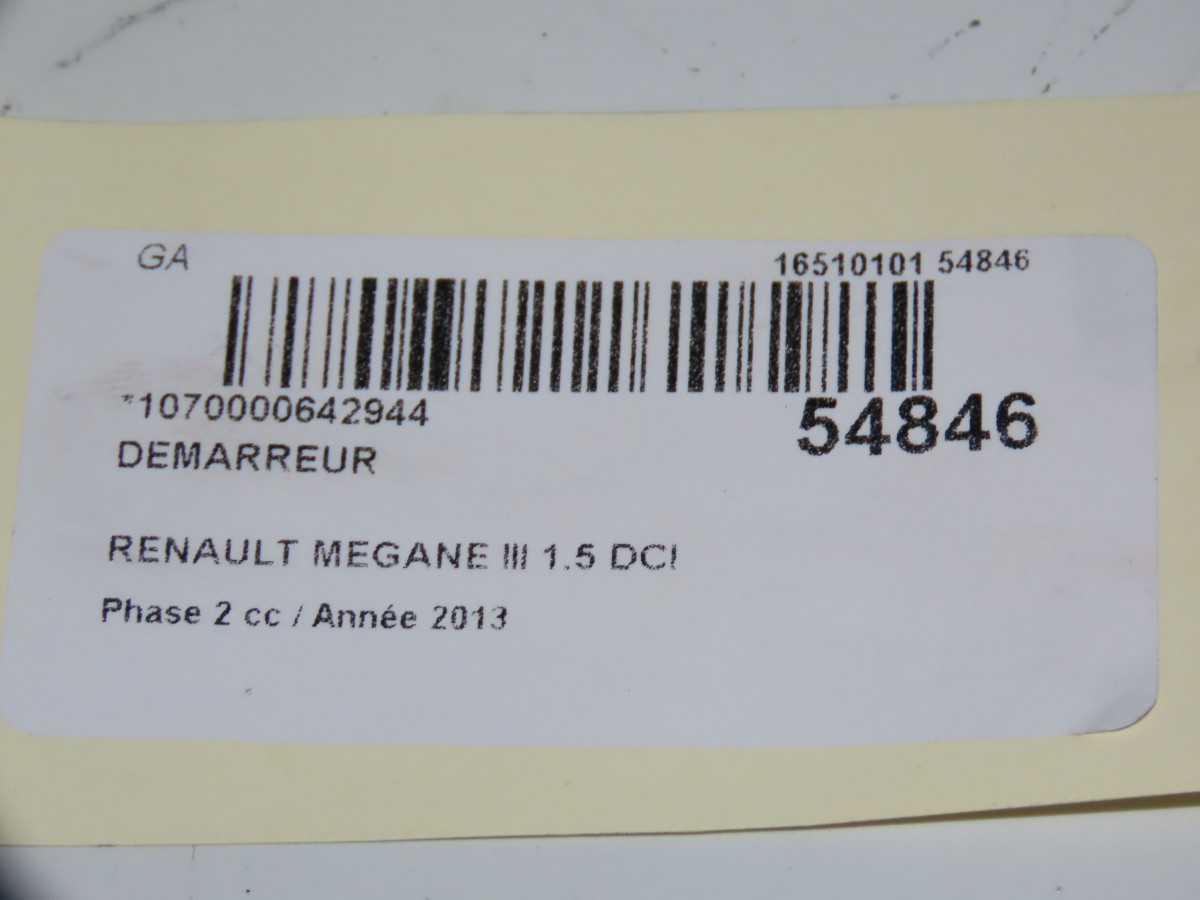 GA
16510101 54846
*1070000642944
54846
DEMARREUR
RENAULT MEGANE III 1.5 DCI
Phase 2 cc / Année 2013